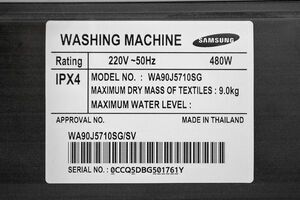 WASHING MACHINE SAMSUNG
Rating 220V ~50Hz 480W
IPX4 MODEL NO. : WA90J5710SG
MAXIMUM DRY MASS OF TEXTILES : 9.0kg
MAXIMUM WATER LEVEL :
APPROVAL NO. MADE IN THAILAND
WA90J5710SG/SV
SERIAL NO. : 0CCQ5DBG501761Y